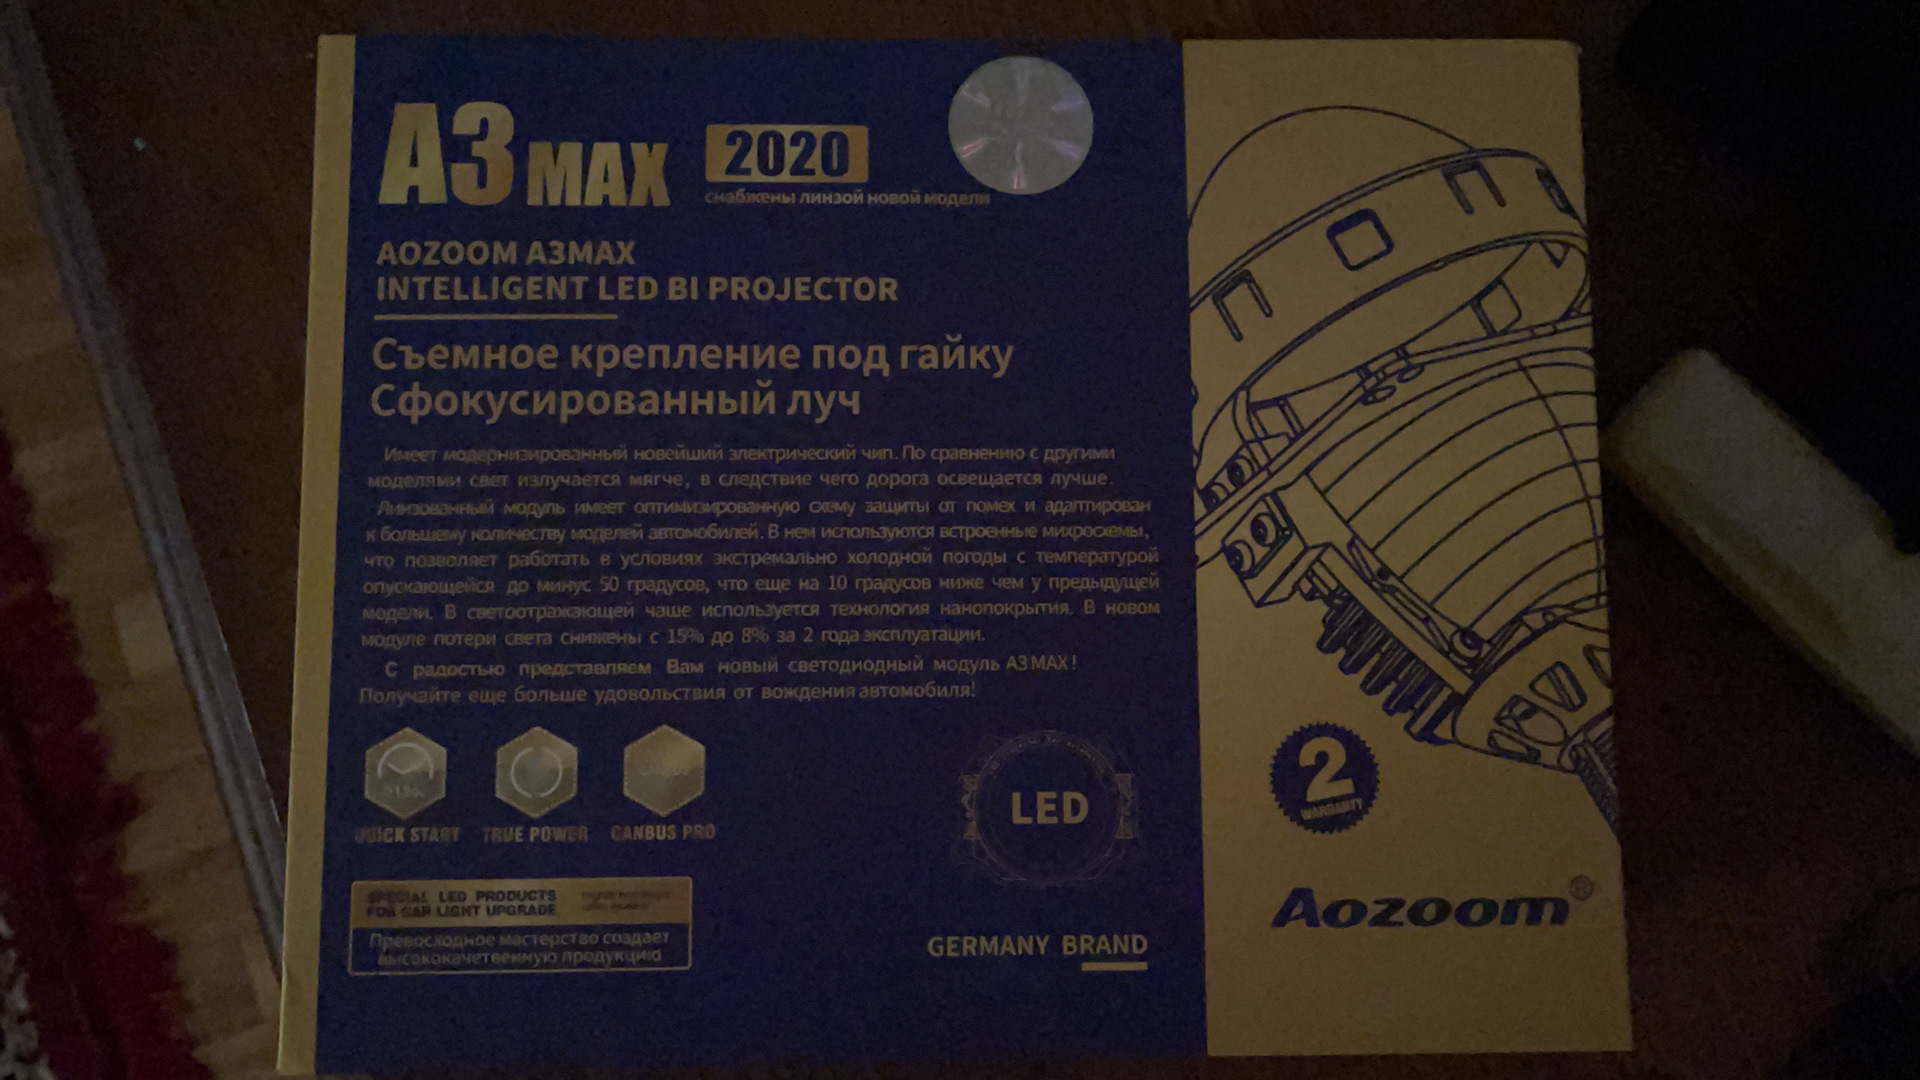 A3 MAX 2020
снабжены линзой новой модели
AOZOOM A3MAX
INTELLIGENT LED BI PROJECTOR
Съемное крепление под гайку
Сфокусированный луч
Имеет модернизированный новейший электрический чип. По сравнению с другими
моделями свет излучается мягче, в следствие чего дорога освещается лучше.
Линзованный модуль имеет оптимизированную схему защиты от помех и адаптирован
к большему количеству моделей автомобилей. В нем используются встроенные микросхемы,
что позволяет работать в условиях экстремально холодной погоды с температурой
опускающейся до минус 50 градусов, что еще на 10 градусов ниже чем у предыдущей
модели. В светоотражающей чаше используется технология нанопокрытия. В новом
модуле потери света снижены с 15% до 8% за 2 года эксплуатации.
С радостью представляем Вам новый светодиодный модуль A3 MAX!
Получайте еще больше удовольствия от вождения автомобиля!
QUICK START TRUE POWER CANBUS PRO
LED
SPECIAL LED PRODUCTS
FOR CAR LIGHT UPGRADE
Превосходное мастерство создает
высококачетвенную продукцию
GERMANY BRAND
2
WARRANTY
Aozoom®